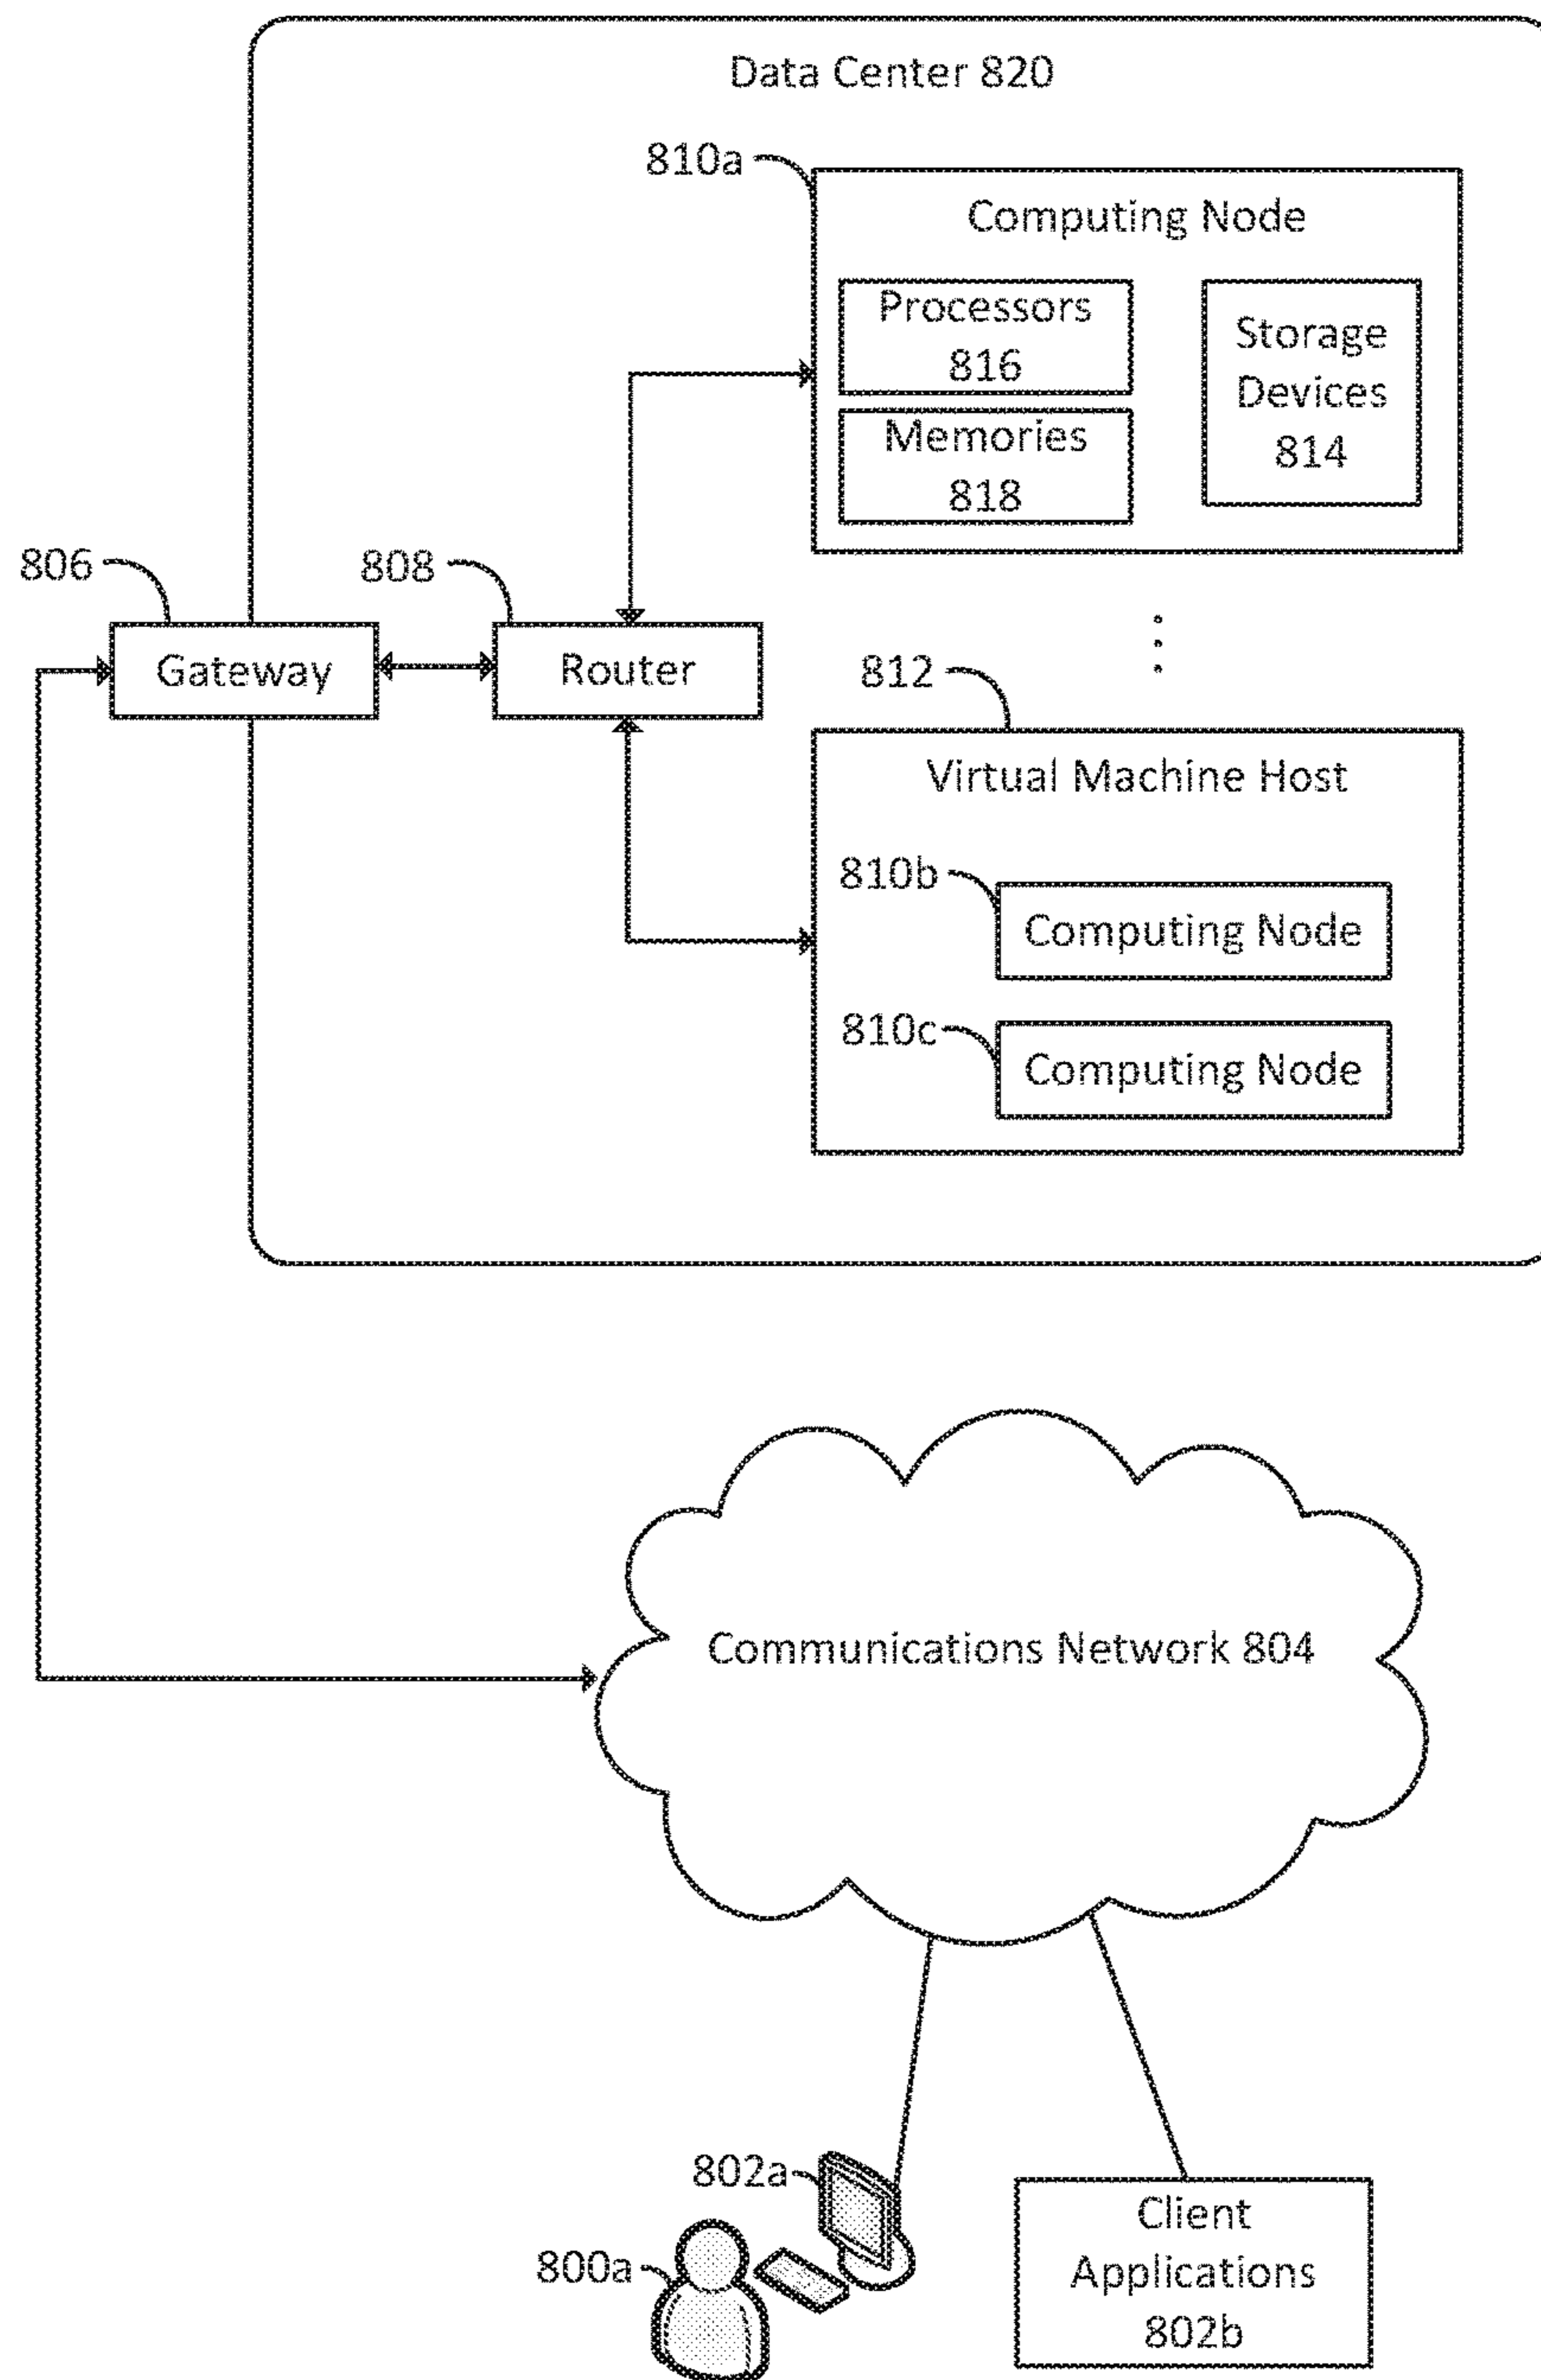 Data Center 820
810a
Computing Node
Processors
816
Storage
Devices
814
Memories
818
806
808
Gateway
Router
812
Virtual Machine Host
810b
Computing Node
810c
Computing Node
Communications Network 804
802a
800a
Client
Applications
802b